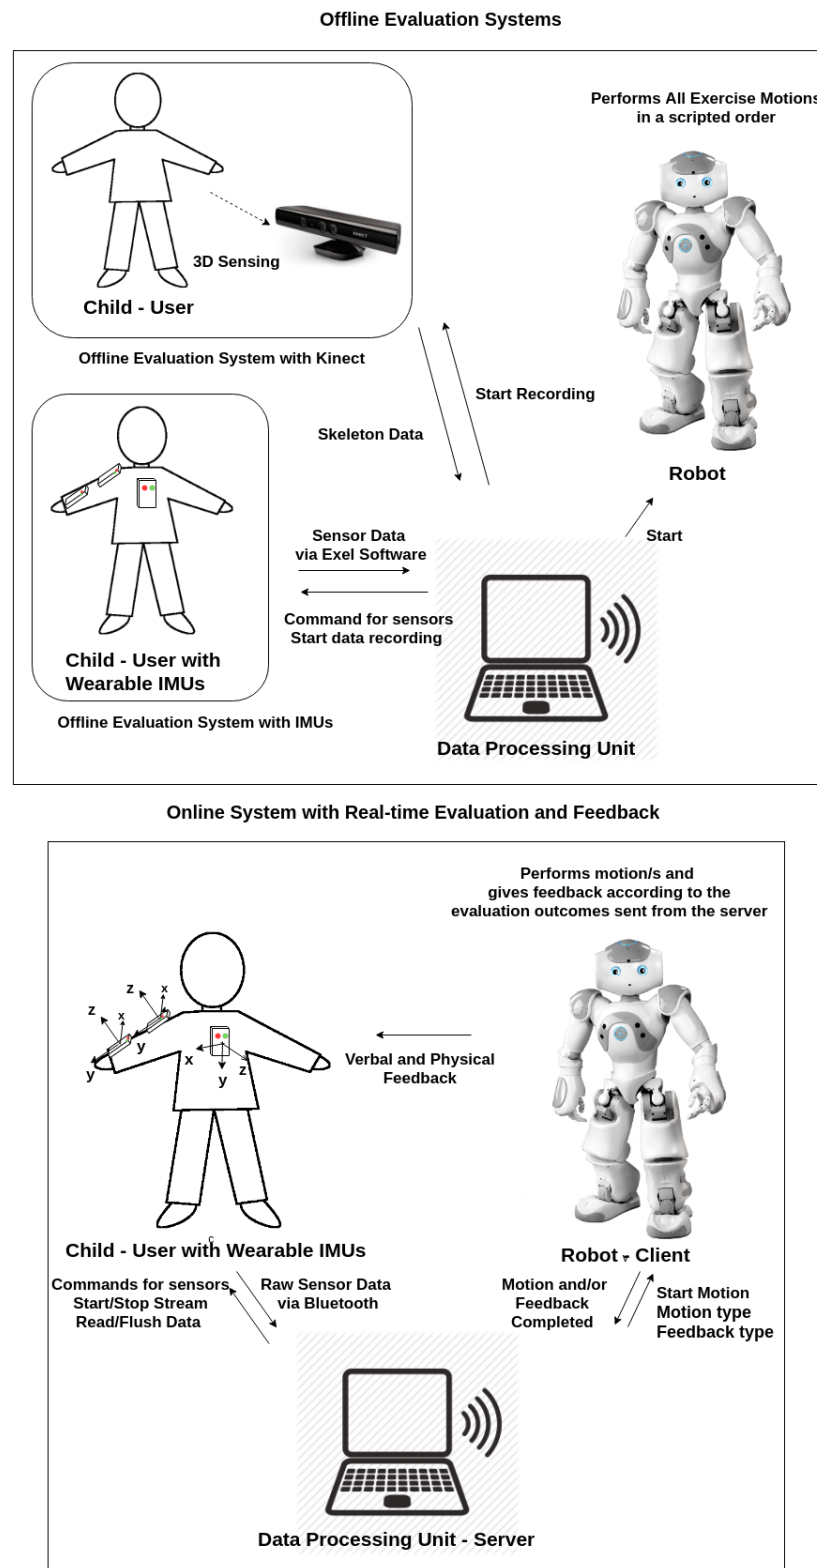 Offline Evaluation Systems
Performs All Exercise Motions
in a scripted order
3D Sensing
KINECT
Child - User
Offline Evaluation System with Kinect
Start Recording
Skeleton Data
Robot
Sensor Data
via Exel Software
Start
Command for sensors
Start data recording
Child - User with
Wearable IMUs
Offline Evaluation System with IMUs
Data Processing Unit
Online System with Real-time Evaluation and Feedback
Performs motion/s and
gives feedback according to the
evaluation outcomes sent from the server
z
x
z
x
y
y
x
y
z
Verbal and Physical
Feedback
c
Child - User with Wearable IMUs
Robot - Client
Commands for sensors
Start/Stop Stream
Read/Flush Data
Raw Sensor Data
via Bluetooth
Motion and/or
Feedback
Completed
Start Motion
Motion type
Feedback type
Data Processing Unit - Server